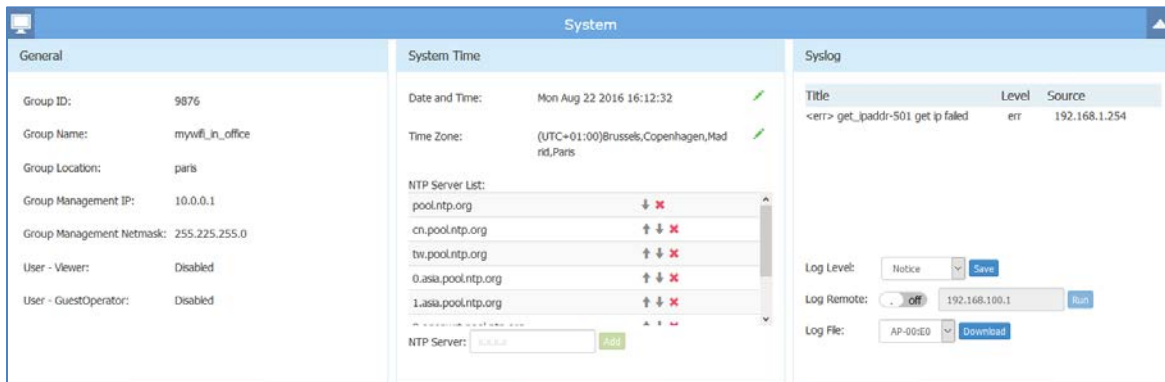 System
General
Group ID: 9876
Group Name: mywifi_in_office
Group Location: paris
Group Management IP: 10.0.0.1
Group Management Netmask: 255.225.255.0
User - Viewer: Disabled
User - GuestOperator: Disabled
System Time
Date and Time: Mon Aug 22 2016 16:12:32
Time Zone: (UTC+01:00)Brussels,Copenhagen,Mad
rid,Paris
NTP Server List:
pool.ntp.org
cn.pool.ntp.org
tw.pool.ntp.org
0.asia.pool.ntp.org
1.asia.pool.ntp.org
NTP Server: x.x.x.x Add
Syslog
Title Level Source
<err> get_ipaddr-501 get ip failed err 192.168.1.254
Log Level: Notice Save
Log Remote: off 192.168.100.1 Run
Log File: AP-00:E0 Download